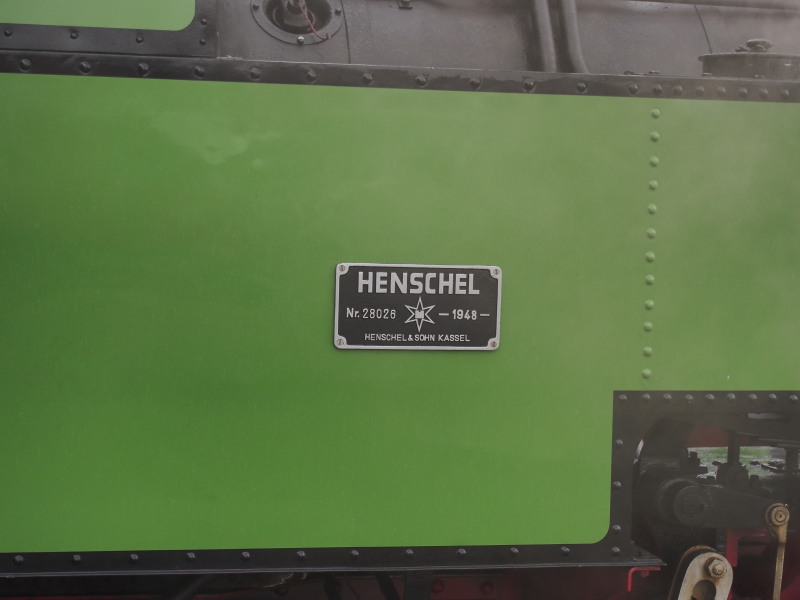 HENSCHEL
Nr. 28026 — 1948 —
HENSCHEL & SOHN KASSEL